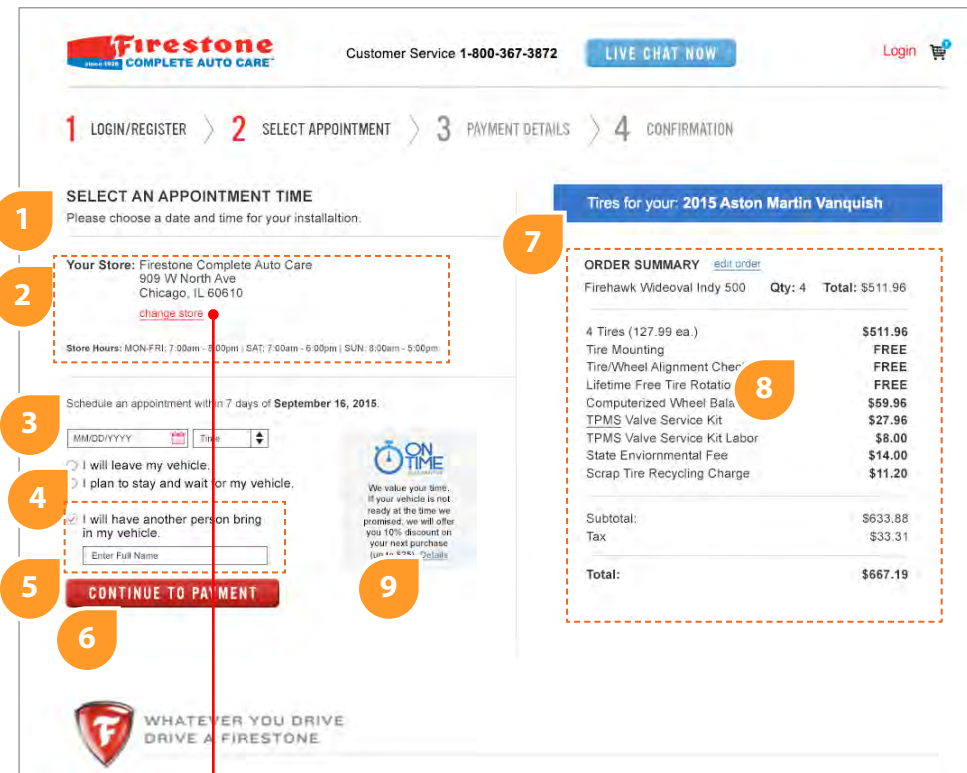 Firestone
since 1926 COMPLETE AUTO CARE
Customer Service 1-800-367-3872
LIVE CHAT NOW
Login
1 LOGIN/REGISTER
2 SELECT APPOINTMENT
3 PAYMENT DETAILS
4 CONFIRMATION
1
SELECT AN APPOINTMENT TIME
Please choose a date and time for your installaltion.
2
Your Store: Firestone Complete Auto Care
909 W North Ave
Chicago, IL 60610
change store
Store Hours: MON-FRI: 7:00am - 8:00pm | SAT: 7:00am - 6:00pm | SUN: 8:00am - 5:00pm
3
Schedule an appointment within 7 days of September 16, 2015.
MM/DD/YYYY
Time
4
I will leave my vehicle.
I plan to stay and wait for my vehicle.
I will have another person bring
in my vehicle.
Enter Full Name
5
CONTINUE TO PAYMENT
6
ON
TIME
We value your time.
If your vehicle is not
ready at the time we
promised, we will offer
you 10% discount on
your next purchase
(up to $25). Details
9
7
Tires for your: 2015 Aston Martin Vanquish
ORDER SUMMARY edit order
Firehawk Wideoval Indy 500 Qty: 4 Total: $511.96
4 Tires (127.99 ea.) $511.96
Tire Mounting FREE
Tire/Wheel Alignment Chec FREE
Lifetime Free Tire Rotatio FREE
8
Computerized Wheel Bala $59.96
TPMS Valve Service Kit $27.96
TPMS Valve Service Kit Labor $8.00
State Enviornmental Fee $14.00
Scrap Tire Recycling Charge $11.20
Subtotal: $633.88
Tax $33.31
Total: $667.19
F
WHATEVER YOU DRIVE
DRIVE A FIRESTONE